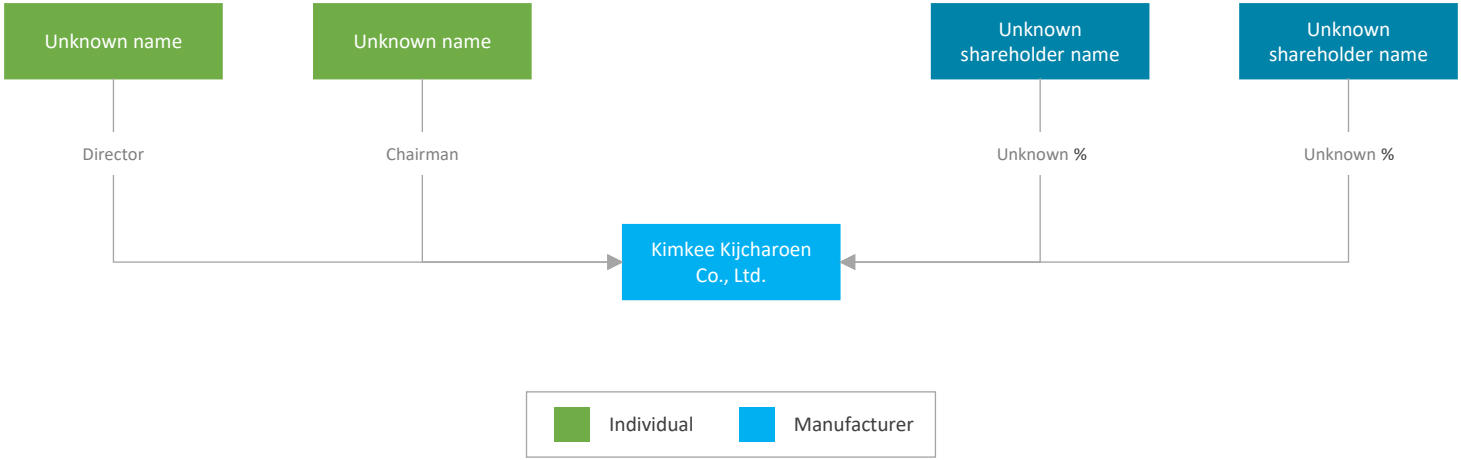 Unknown name
Unknown name
Unknown
shareholder name
Unknown
shareholder name
Director
Chairman
Unknown %
Unknown %
Kimkee Kijcharoen
Co., Ltd.
Individual
Manufacturer